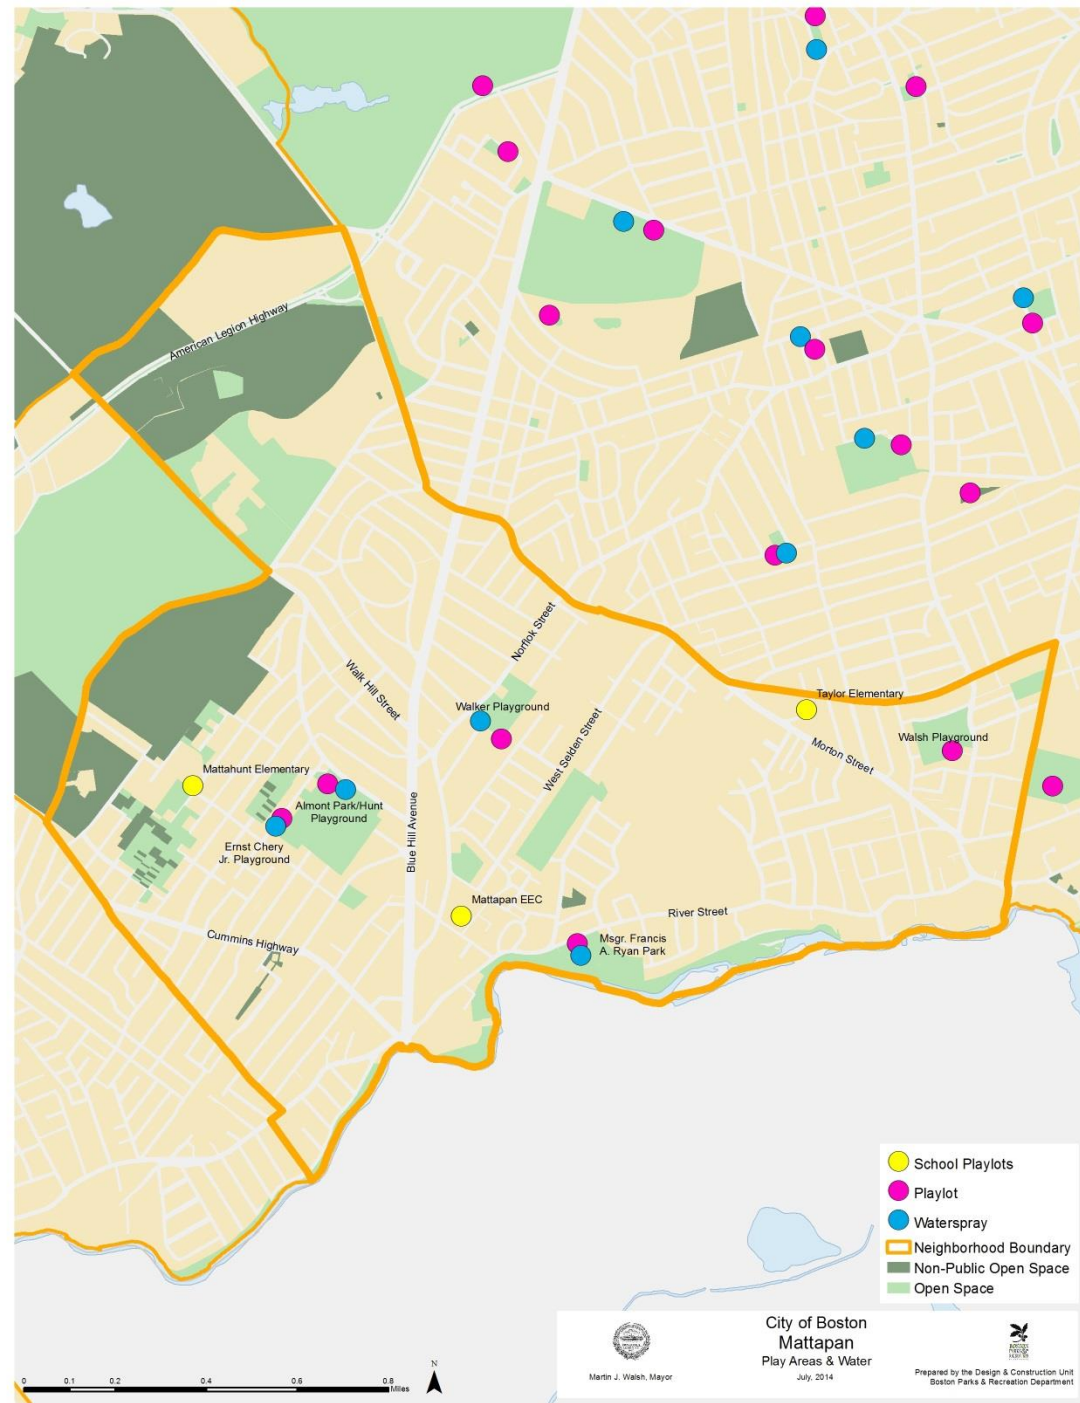 American Legion Highway
Norflok Street
Walk Hill Street
Walker Playground
Taylor Elementary
West Selden Street
Morton Street
Walsh Playground
Mattahunt Elementary
Almont Park/Hunt
Playground
Blue Hill Avenue
Ernst Chery
Jr. Playground
Mattapan EEC
River Street
Cummins Highway
Msgr. Francis
A. Ryan Park
School Playlots
Playlot
Waterspray
Neighborhood Boundary
Non-Public Open Space
Open Space
City of Boston
Mattapan
Play Areas & Water
July, 2014
Martin J. Walsh, Mayor
Prepared by the Design & Construction Unit
Boston Parks & Recreation Department
N
0 0.1 0.2 0.4 0.6 0.8
Miles